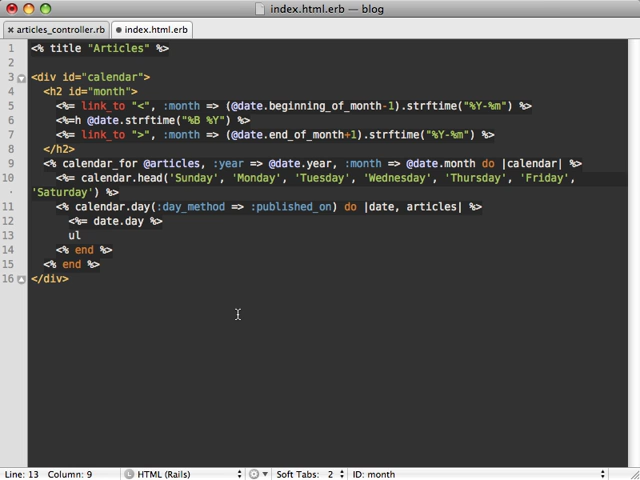 index.html.erb — blog
articles_controller.rb index.html.erb
1 <% title "Articles" %>
2
3 <div id="calendar">
4 <h2 id="month">
5 <%= link_to "<", :month => (@date.beginning_of_month-1).strftime("%Y-%m") %>
6 <%=h @date.strftime("%B %Y") %>
7 <%= link_to ">", :month => (@date.end_of_month+1).strftime("%Y-%m") %>
8 </h2>
9 <% calendar_for @articles, :year => @date.year, :month => @date.month do |calendar| %>
10 <%= calendar.head('Sunday', 'Monday', 'Tuesday', 'Wednesday', 'Thursday', 'Friday',
'Saturday') %>
11 <% calendar.day(:day_method => :published_on) do |date, articles| %>
12 <%= date.day %>
13 ul
14 <% end %>
15 <% end %>
16 </div>
Line: 13 Column: 9 L HTML (Rails) Soft Tabs: 2 ID: month